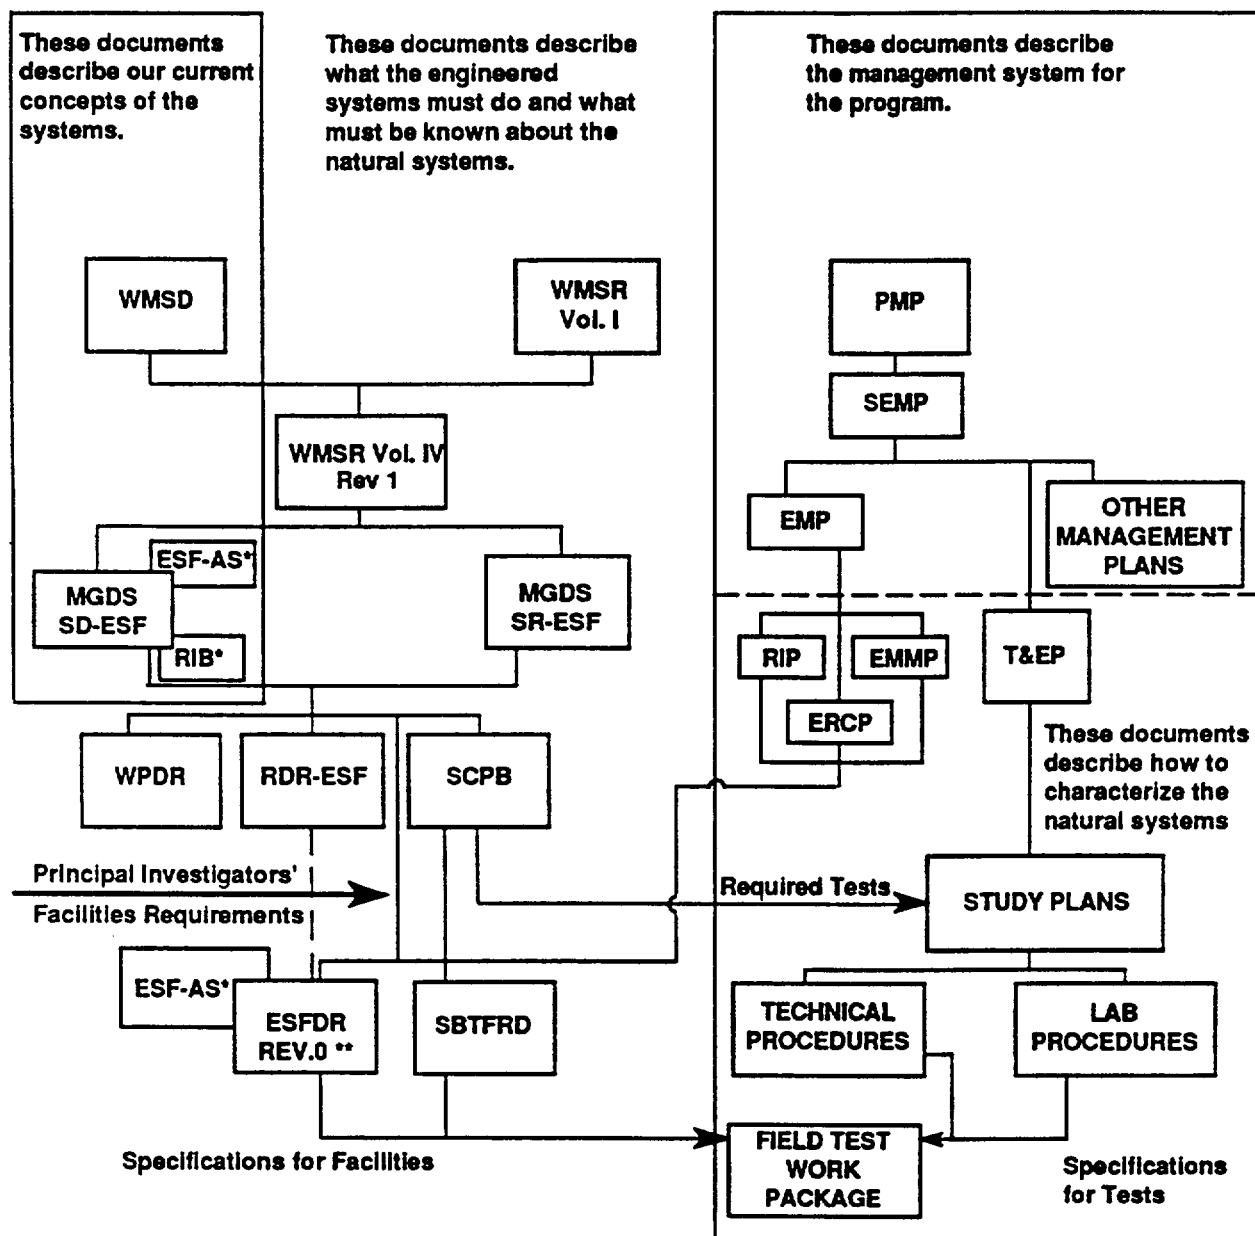 These documents
describe our current
concepts of the
systems.
These documents describe
what the engineered
systems must do and what
must be known about the
natural systems.
These documents describe
the management system for
the program.
WMSD
WMSR
Vol. I
PMP
SEMP
WMSR Vol. IV
Rev 1
EMP
OTHER
MANAGEMENT
PLANS
ESF-AS*
MGDS
SD-ESF
RIB*
MGDS
SR-ESF
RIP
EMMP
T&EP
ERCP
WPDR
RDR-ESF
SCPB
These documents
describe how to
characterize the
natural systems
Principal Investigators'
Facilities Requirements
Required Tests
STUDY PLANS
ESF-AS*
ESFDR
REV.0 **
SBTFRD
TECHNICAL
PROCEDURES
LAB
PROCEDURES
Specifications for Facilities
FIELD TEST
WORK
PACKAGE
Specifications
for Tests